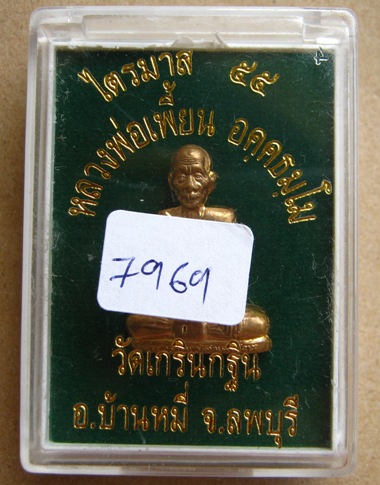 ไตรมาส ๕๕
หลวงพ่อเพี้ยน อคฺคธมฺโม
7969
วัดเกรินกฐิน
อ.บ้านหมี่ จ.ลพบุรี